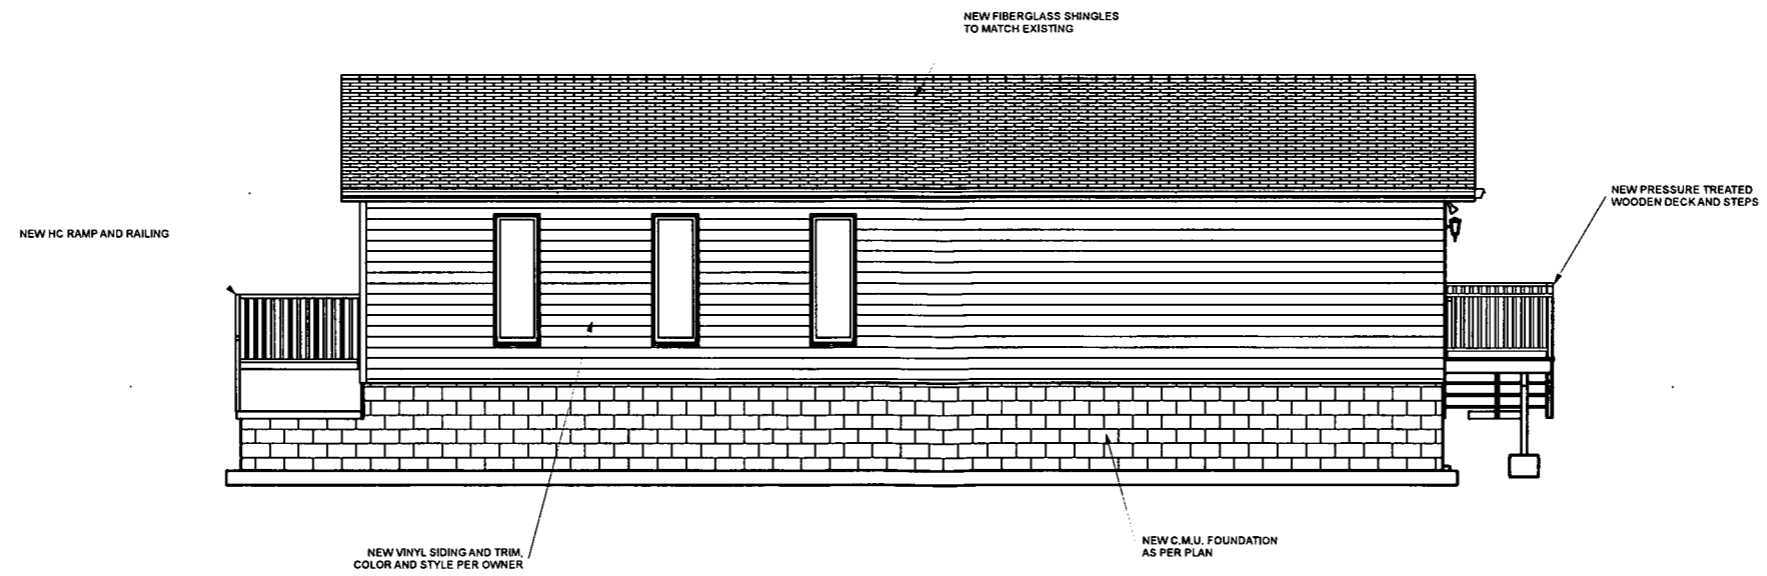 NEW FIBERGLASS SHINGLES
TO MATCH EXISTING
NEW PRESSURE TREATED
WOODEN DECK AND STEPS
NEW HC RAMP AND RAILING
NEW VINYL SIDING AND TRIM,
COLOR AND STYLE PER OWNER
NEW C.M.U. FOUNDATION
AS PER PLAN